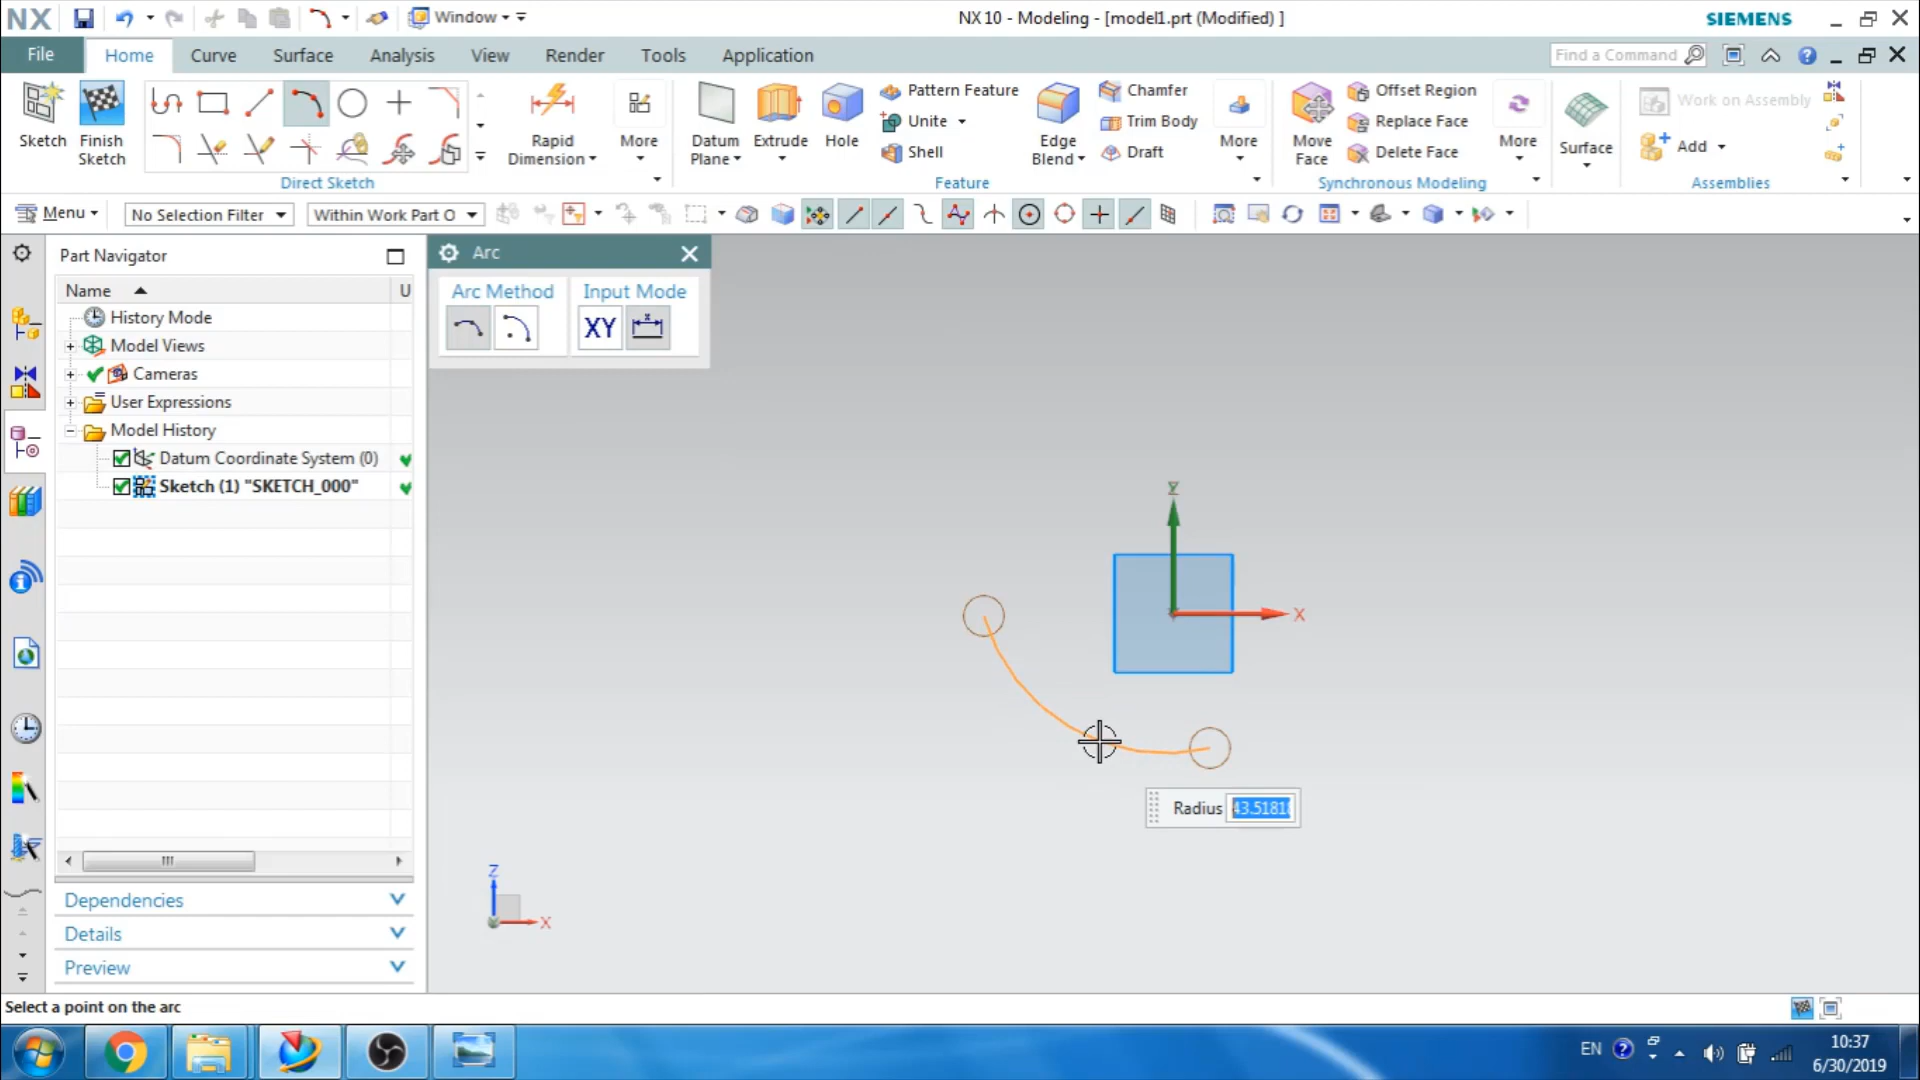 NX
Window
NX 10 - Modeling - [model1.prt (Modified) ]
SIEMENS
File
Home
Curve
Surface
Analysis
View
Render
Tools
Application
Find a Command
Sketch
Finish Sketch
Direct Sketch
Rapid Dimension
More
Datum Plane
Extrude
Hole
Pattern Feature
Unite
Shell
Edge Blend
Chamfer
Trim Body
Draft
More
Feature
Move Face
Offset Region
Replace Face
Delete Face
More
Synchronous Modeling
Surface
Work on Assembly
Add
Assemblies
Menu
No Selection Filter
Within Work Part O
Part Navigator
Name
U
History Mode
Model Views
Cameras
User Expressions
Model History
Datum Coordinate System (0)
Sketch (1) "SKETCH_000"
Dependencies
Details
Preview
Arc
Arc Method
Input Mode
XY
X
Radius
Z
X
Select a point on the arc
EN
10:37
6/30/2019